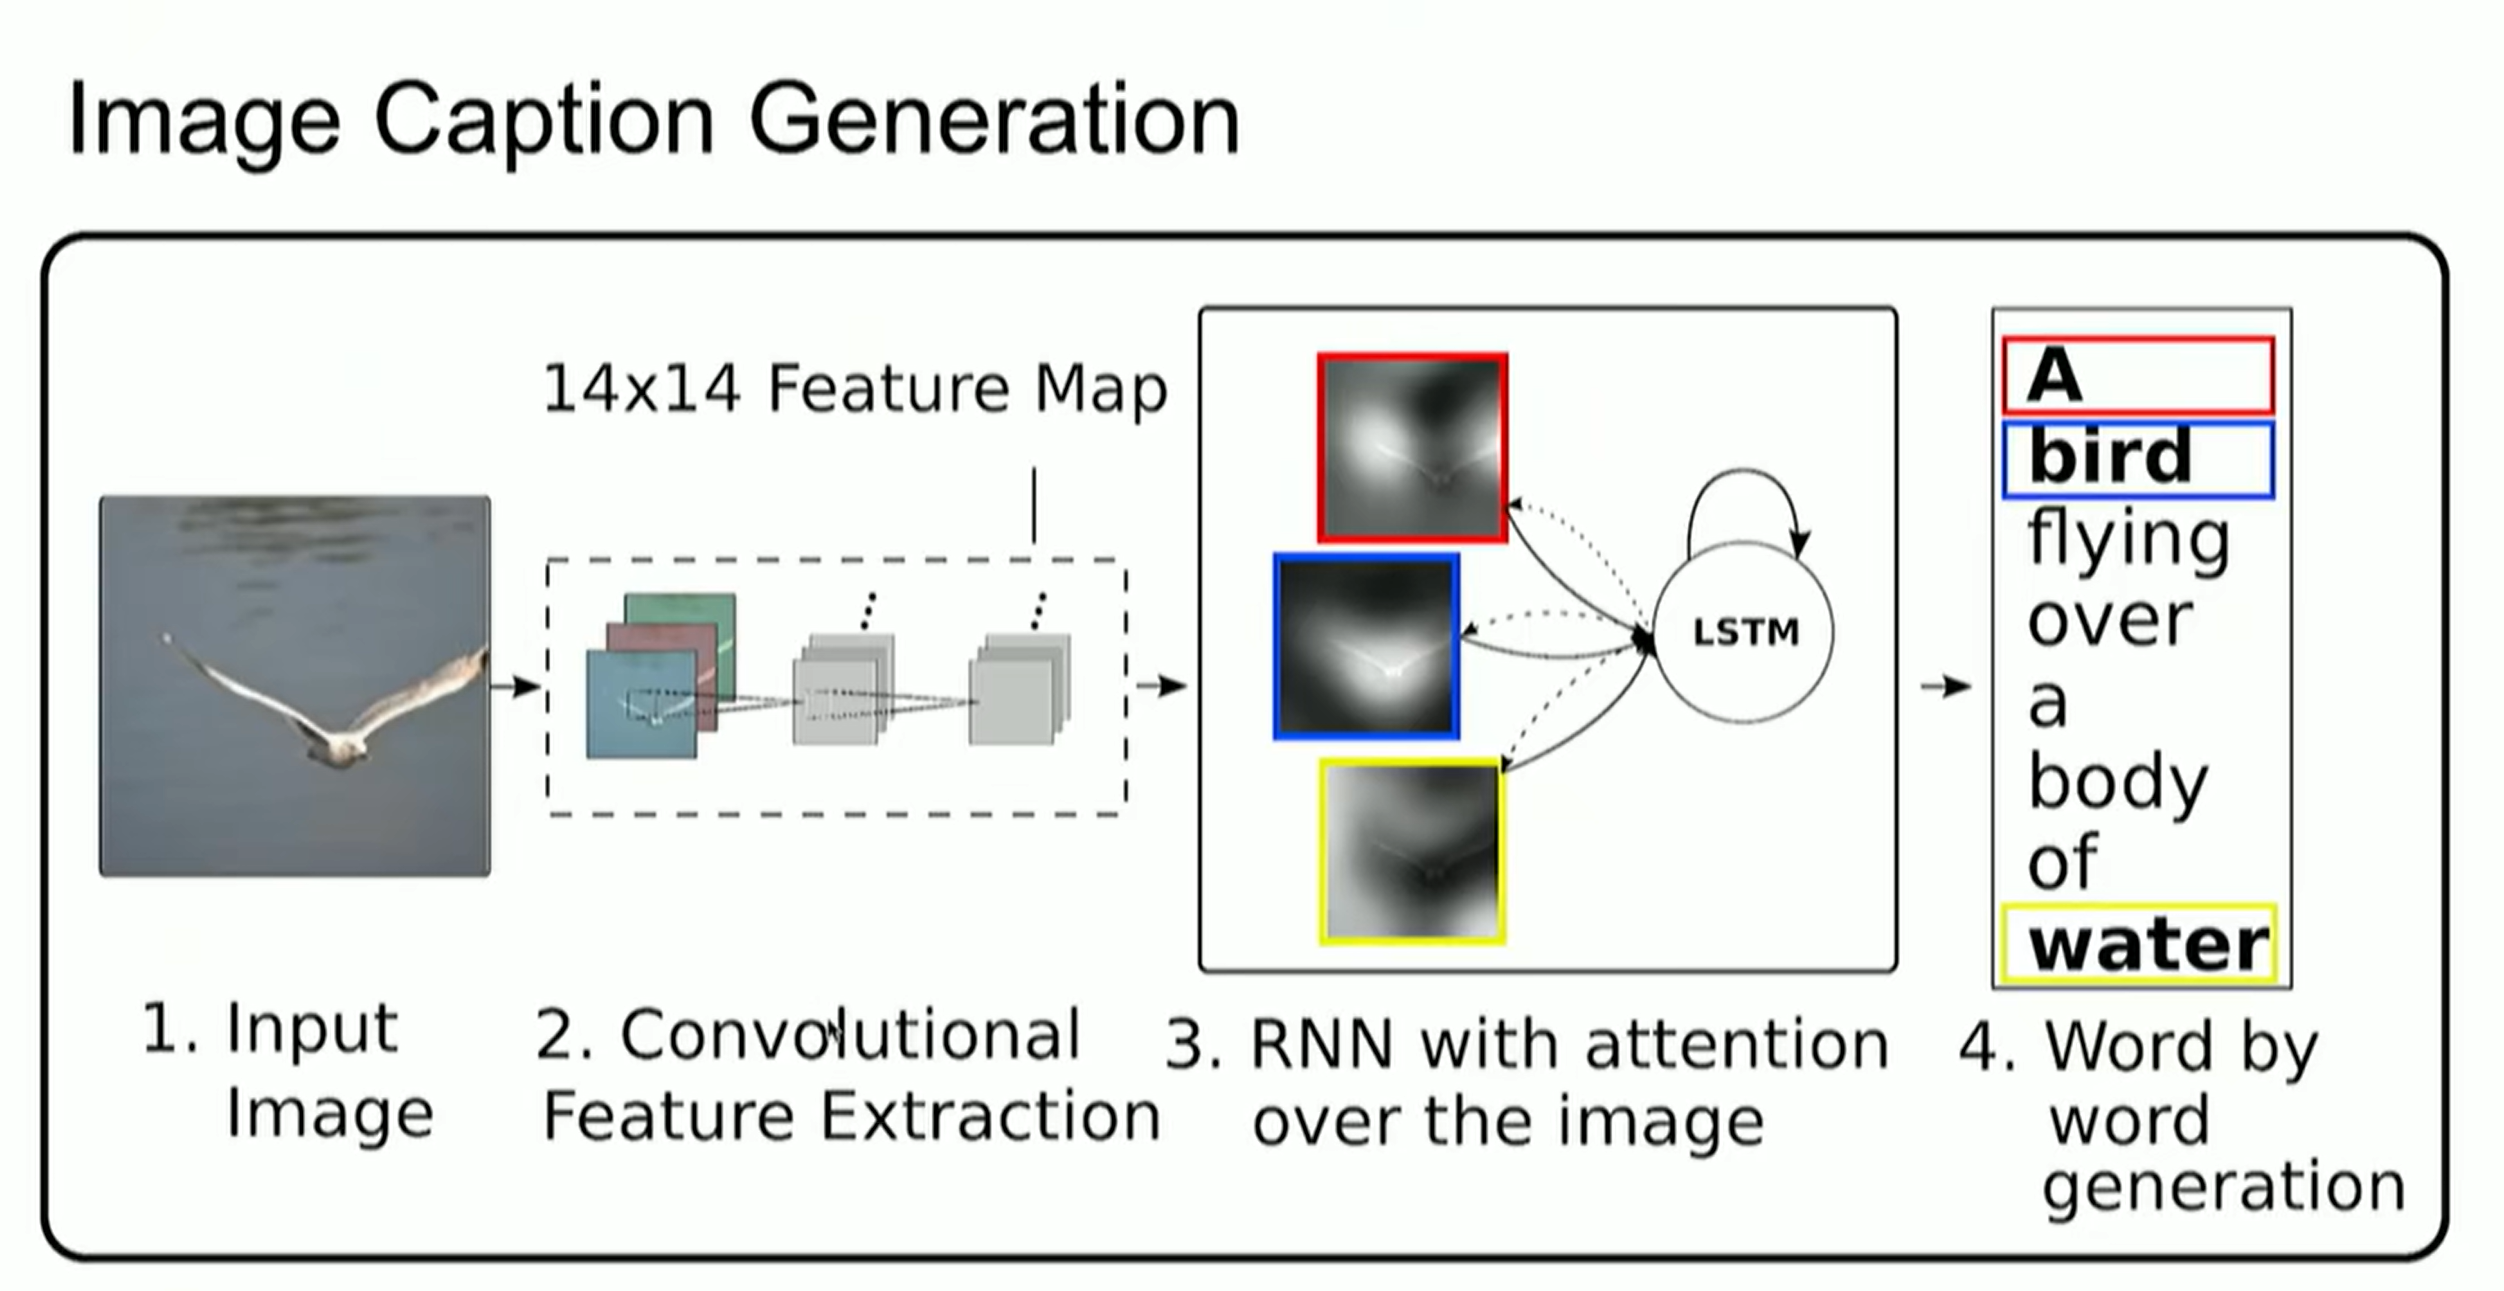 Image Caption Generation
14x14 Feature Map
LSTM
A
bird
flying
over
a
body
of
water
1. Input
Image
2. Convolutional
Feature Extraction
3. RNN with attention
over the image
4. Word by
word
generation